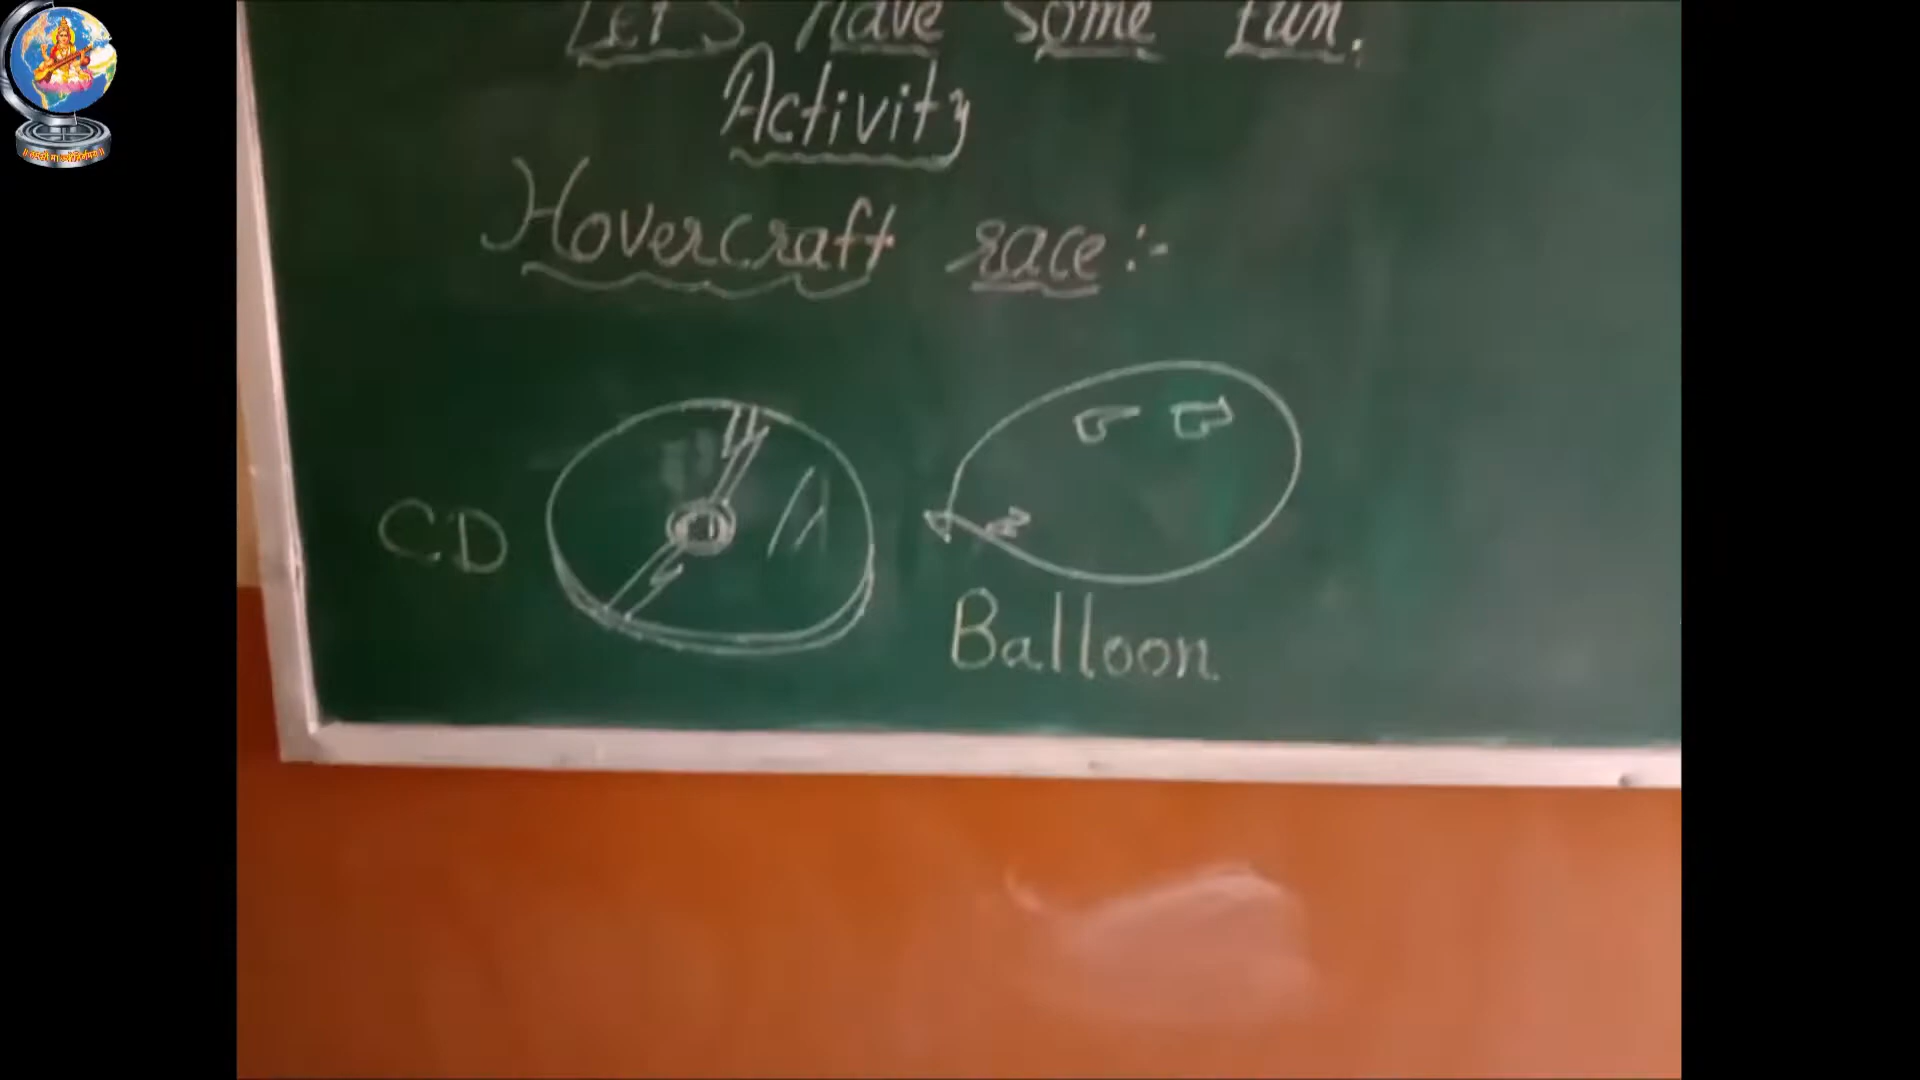 Let's have some fun.
Activity
Hovercraft race:-
CD
Balloon